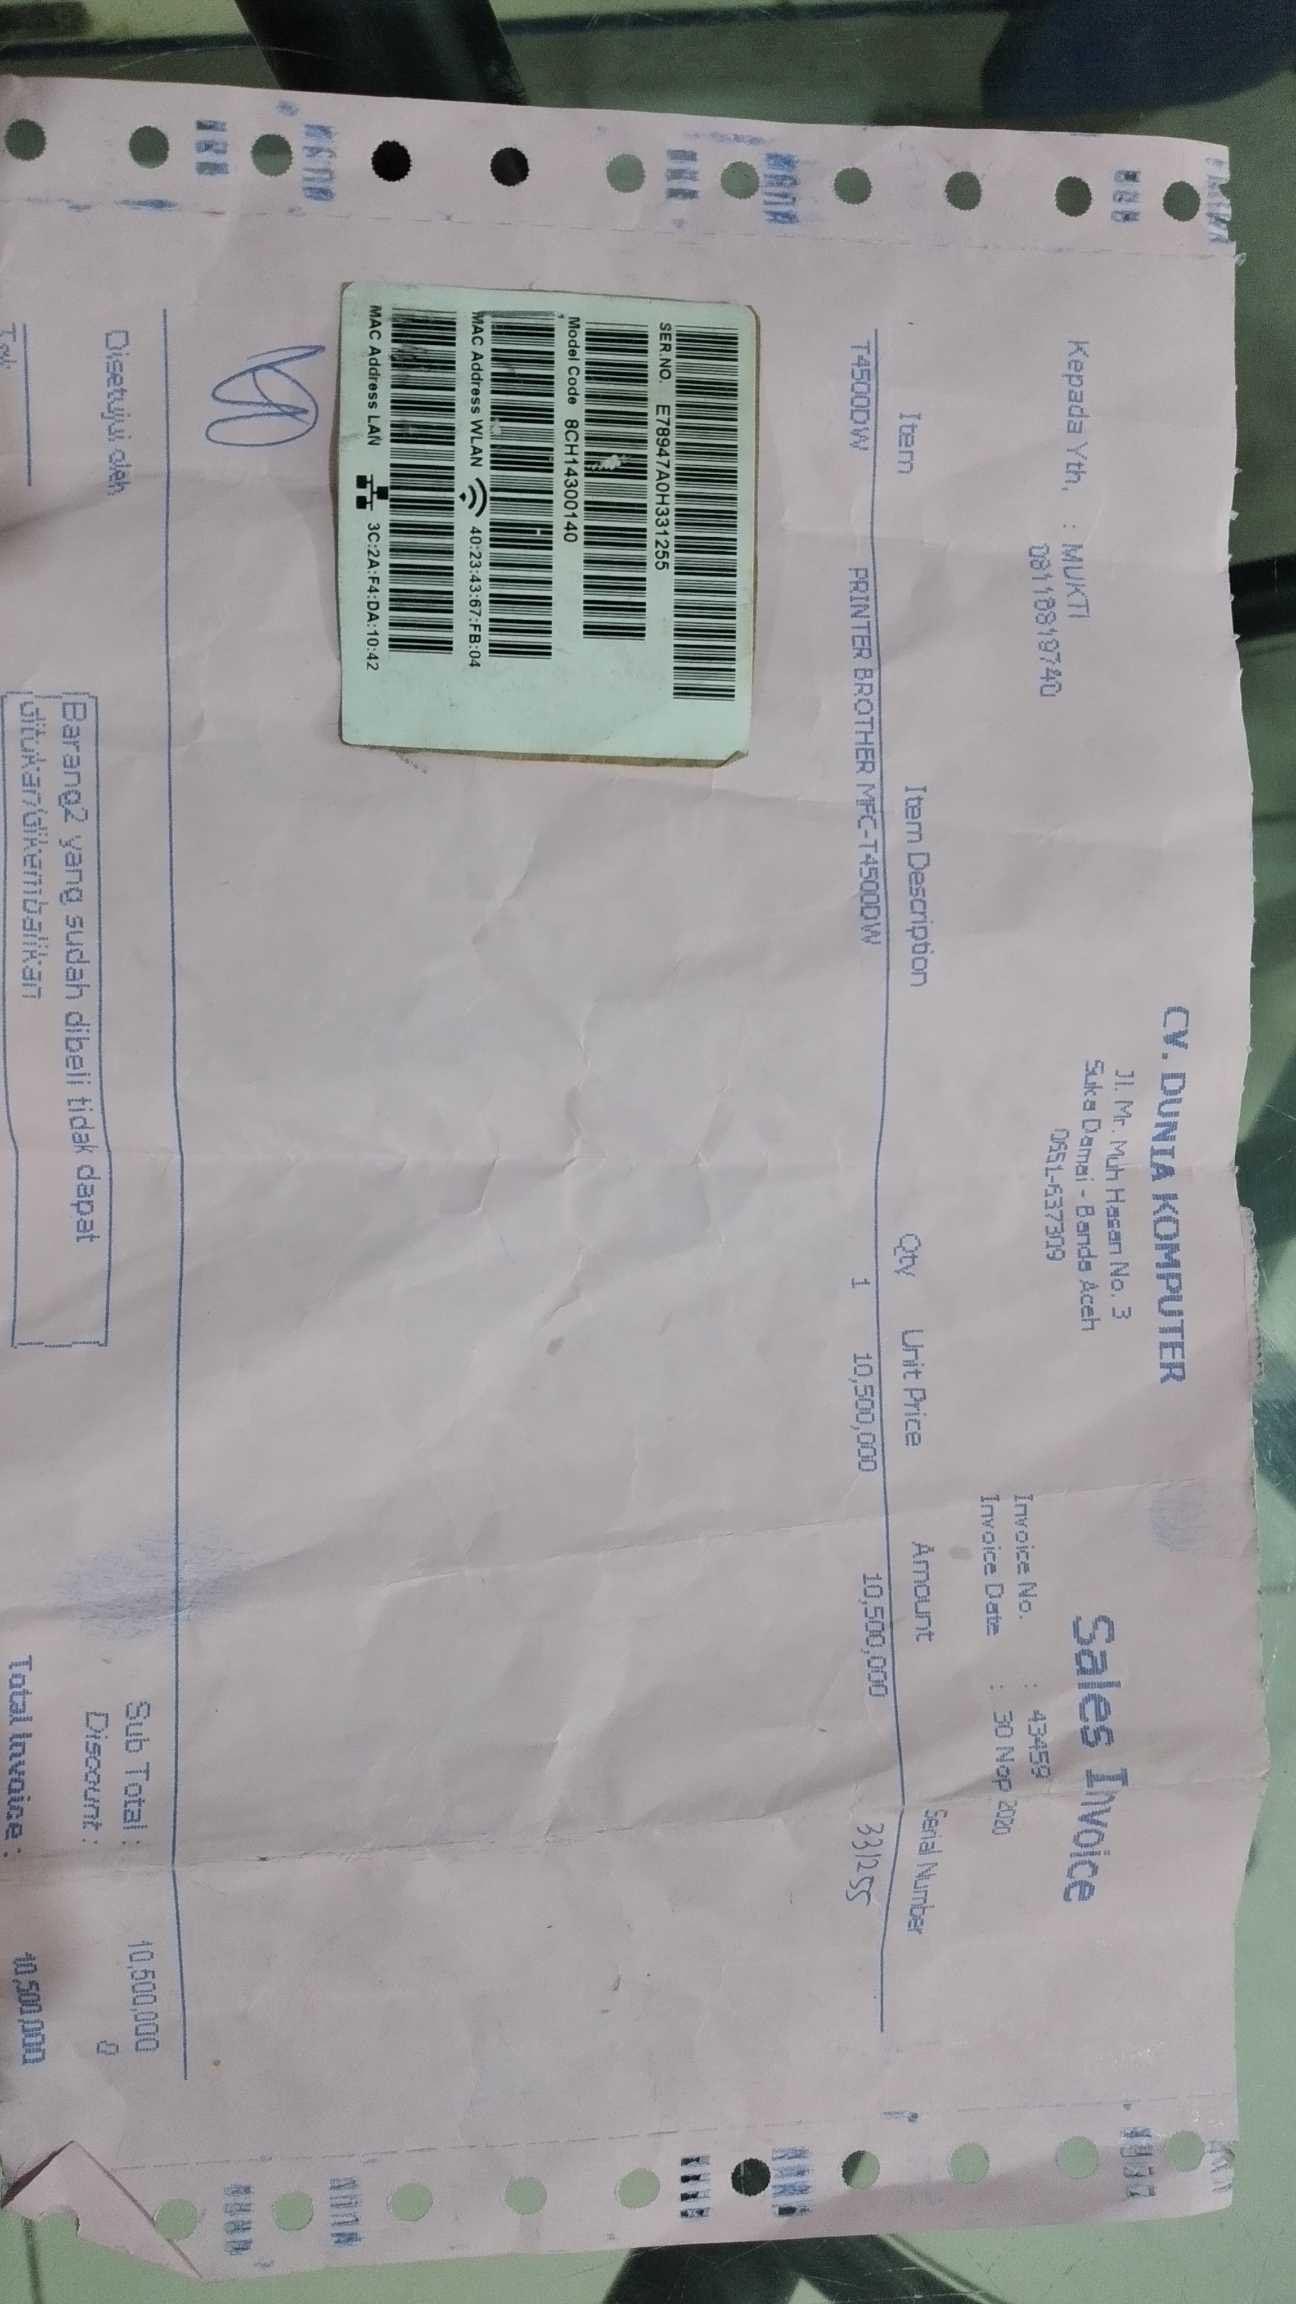 CV. DUNIA KOMPUTER
Jl. Mr. Muh Hasan No. 3
Suka Damai - Banda Aceh
0651-637309
Sales Invoice
Kepada Yth, : MUKTI
Invoice No. : 43459
Invoice Date : 30 Nop 2020
Item Item Description Qty Unit Price Amount Serial Number
T4500DW PRINTER BROTHER MFC-T4500DW 1 10,500,000 10,500,000 331255
SER.NO. E78947A0H331255
Model Code 8CH14300140
MAC Address WLAN 40:23:43:67:FB:04
MAC Address LAN 3C:2A:F4:DA:10:42
Disetujui oleh
Sub Total : 10,500,000
Discount : 0
Total Invoice : 10,500,000
Barang2 yang sudah dibeli tidak dapat
ditukar/dikembalikan